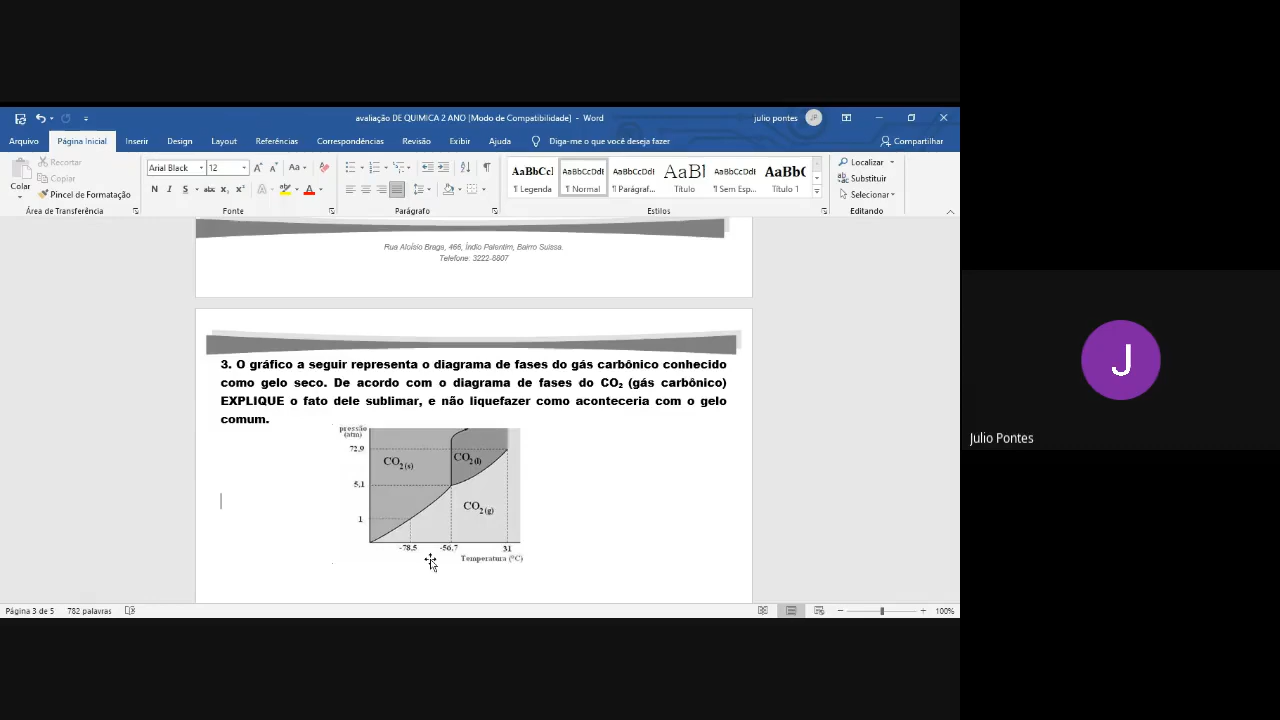 avaliação DE QUIMICA 2 ANO [Modo de Compatibilidade] - Word
julio pontes
JP
Arquivo
Página Inicial
Inserir
Design
Layout
Referências
Correspondências
Revisão
Exibir
Ajuda
Diga-me o que você deseja fazer
Compartilhar
Colar
Recortar
Copiar
Pincel de Formatação
Área de Transferência
Arial Black
12
Fonte
Parágrafo
AaBbCcl
¶ Legenda
AaBbCcDdl
¶ Normal
AaBbCcDdl
¶ Parágraf...
AaBl
Título
AaBbCcDdl
¶ Sem Esp...
AaBbC
Título 1
Estilos
Localizar
Substituir
Selecionar
Editando
Rua Aloísio Braga, 466, Índio Palentim, Bairro Suissa.
Telefone: 3222-6807
3. O gráfico a seguir representa o diagrama de fases do gás carbônico conhecido
como gelo seco. De acordo com o diagrama de fases do CO₂ (gás carbônico)
EXPLIQUE o fato dele sublimar, e não liquefazer como aconteceria com o gelo
comum.
pressão
(atm)
72,9
5,1
1
CO₂(s)
CO₂(l)
CO₂(g)
-78,5
-56,7
31
Temperatura (°C)
Página 3 de 5
782 palavras
100%
J
Julio Pontes